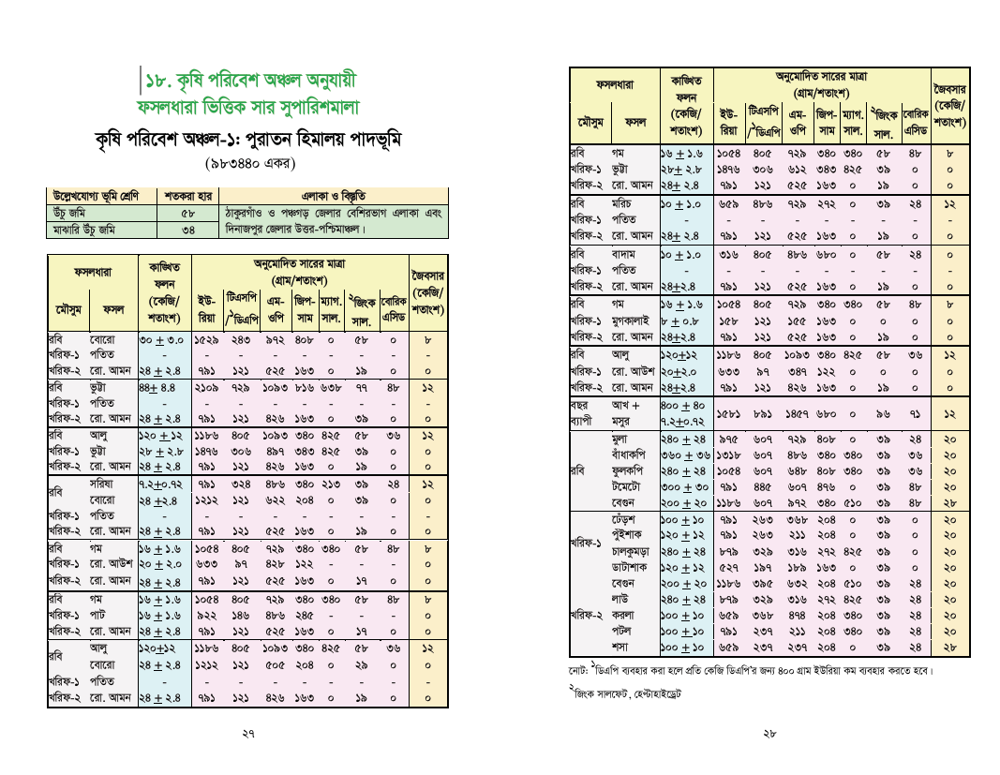 ১৮. কৃষি পরিবেশ অঞ্চল অনুযায়ী
ফসলধারা ভিত্তিক সার সুপারিশমালা
কৃষি পরিবেশ অঞ্চল-১: পুরাতন হিমালয় পাদভূমি
(৯৮৩৪৪০ একর)
উল্লেখযোগ্য ভূমি শ্রেণি শতকরা হার এলাকা ও বিস্তৃতি
উঁচু জমি ৫৮ ঠাকুরগাঁও ও পঞ্চগড় জেলার বেশিরভাগ এলাকা এবং
মাঝারি উঁচু জমি ৩৪ দিনাজপুর জেলার উত্তর-পশ্চিমাঞ্চল।
ফসলধারা কাঙ্খিত ফলন (কেজি/শতাংশ) অনুমোদিত সারের মাত্রা (গ্রাম/শতাংশ) জৈবসার (কেজি/শতাংশ)
মৌসুম ফসল ইউ-রিয়া টিএসপি/১ডিএপি এম-ওপি জিপ-সাম ম্যাগ. সাল. ২জিংক সাল. বোরিক এসিড
রবি বোরো ৩০ + ৩.০ ১৫২৯ ২৪৩ ৯৭২ ৪০৮ ০ ৫৮ ০ ৮
খরিফ-১ পতিত - - - - - - - - -
খরিফ-২ রো. আমন ২৪ + ২.৪ ৭৯১ ১২১ ৫২৫ ১৬৩ ০ ১৯ ০ ০
রবি ভুট্টা ৪৪+ ৪.৪ ২১০৯ ৭২৯ ১০৯৩ ৮১৬ ৬৩৮ ৭৭ ৪৮ ১২
খরিফ-১ পতিত - - - - - - - - -
খরিফ-২ রো. আমন ২৪ + ২.৪ ৭৯১ ১২১ ৪২৬ ১৬৩ ০ ৩৯ ০ ০
রবি আলু ১২০ + ১২ ১১৮৬ ৪০৫ ১০৯৩ ৩৪০ ৪২৫ ৫৮ ৩৬ ১২
খরিফ-১ ভুট্টা ২৮ + ২.৮ ১৪৭৬ ৩০৬ ৪৯৭ ৩৪৩ ৪২৫ ৩৯ ০ ০
খরিফ-২ রো. আমন ২৪ + ২.৪ ৭৯১ ১২১ ৪২৬ ১৬৩ ০ ১৯ ০ ০
রবি সরিষা ৭.২+০.৭২ ৭৯১ ৩২৪ ৪৮৬ ৩৪০ ২১৩ ৩৯ ২৪ ১২
বোরো ২৪ +২.৪ ১২১২ ১২১ ৬২২ ২০৪ ০ ৩৯ ০ ০
খরিফ-১ পতিত - - - - - - - - -
খরিফ-২ রো. আমন ২৪ + ২.৪ ৭৯১ ১২১ ৫২৫ ১৬৩ ০ ১৯ ০ ০
রবি গম ১৬ + ১.৬ ১০৫৪ ৪০৫ ৭২৯ ৩৪০ ৩৪০ ৫৮ ৪৮ ৮
খরিফ-১ রো. আউশ ২০ + ২.০ ৬৩৩ ৯৭ ৪২৮ ১২২ - - - ০
খরিফ-২ রো. আমন ২৪ + ২.৪ ৭৯১ ১২১ ৫২৫ ১৬৩ ০ ১৭ ০ ০
রবি গম ১৬ + ১.৬ ১০৫৪ ৪০৫ ৭২৯ ৩৪০ ৩৪০ ৫৮ ৪৮ ৮
খরিফ-১ পাট ১৬ + ১.৬ ৯২২ ১৪৬ ৪৮৬ ২৪৫ - - - ০
খরিফ-২ রো. আমন ২৪ + ২.৪ ৭৯১ ১২১ ৫২৫ ১৬৩ ০ ১৭ ০ ০
রবি আলু ১২০+১২ ১১৮৬ ৪০৫ ১০৯৩ ৩৪০ ৪২৫ ৫৮ ৩৬ ১২
বোরো ২৪ + ২.৪ ১২১২ ১২১ ৫০৫ ২০৪ ০ ২৯ ০ ০
খরিফ-১ পতিত - - - - - - - - -
খরিফ-২ রো. আমন ২৪ + ২.৪ ৭৯১ ১২১ ৪২৬ ১৬৩ ০ ১৯ ০ ০
২৭
ফসলধারা কাঙ্খিত ফলন (কেজি/শতাংশ) অনুমোদিত সারের মাত্রা (গ্রাম/শতাংশ) জৈবসার (কেজি/শতাংশ)
মৌসুম ফসল ইউ-রিয়া টিএসপি/১ডিএপি এম-ওপি জিপ-সাম ম্যাগ. সাল. ২জিংক সাল. বোরিক এসিড
রবি গম ১৬ + ১.৬ ১০৫৪ ৪০৫ ৭২৯ ৩৪০ ৩৪০ ৫৮ ৪৮ ৮
খরিফ-১ ভুট্টা ২৮+ ২.৮ ১৪৭৬ ৩০৬ ৬১২ ৩৪৩ ৪২৫ ৩৯ ০ ০
খরিফ-২ রো. আমন ২৪+ ২.৪ ৭৯১ ১২১ ৫২৫ ১৬৩ ০ ১৯ ০ ০
রবি মরিচ ১০ + ১.০ ৬৫৯ ৪৮৬ ৭২৯ ২৭২ ০ ৩৯ ২৪ ১২
খরিফ-১ পতিত - - - - - - - - -
খরিফ-২ রো. আমন ২৪+ ২.৪ ৭৯১ ১২১ ৫২৫ ১৬৩ ০ ১৯ ০ ০
রবি বাদাম ১০ + ১.০ ৩১৬ ৪০৫ ৪৮৬ ৬৮০ ০ ৫৮ ২৪ ০
খরিফ-১ পতিত - - - - - - - - -
খরিফ-২ রো. আমন ২৪+২.৪ ৭৯১ ১২১ ৫২৫ ১৬৩ ০ ১৯ ০ ০
রবি গম ১৬ + ১.৬ ১০৫৪ ৪০৫ ৭২৯ ৩৪০ ৩৪০ ৫৮ ৪৮ ৮
খরিফ-১ মুগকালাই ৮ + ০.৮ ১৫৮ ১২১ ১৫৫ ১৬৩ ০ ০ ০ ০
খরিফ-২ রো. আমন ২৪+২.৪ ৭৯১ ১২১ ৫২৫ ১৬৩ ০ ১৯ ০ ০
রবি আলু ১২০+১২ ১১৮৬ ৪০৫ ১০৯৩ ৩৪০ ৪২৫ ৫৮ ৩৬ ১২
খরিফ-১ রো. আউশ ২০+২.০ ৬৩৩ ৯৭ ৩৪৭ ১২২ ০ ০ ০ ০
খরিফ-২ রো. আমন ২৪+২.৪ ৭৯১ ১২১ ৪২৬ ১৬৩ ০ ১৯ ০ ০
বছর ব্যাপী আখ + মসুর ৪০০ + ৪০ ৭.২+০.৭২ ১৫৮১ ৮৯১ ১৪৫৭ ৬৮০ ০ ৯৬ ৭১ ১২
মুলা ২৪০ + ২৪ ৯৭৫ ৬০৭ ৭২৯ ৪০৮ ০ ৩৯ ২৪ ২০
বাঁধাকপি ৩৬০ + ৩৬ ১৩১৮ ৬০৭ ৪৮৬ ৩৪০ ৩৪০ ৩৯ ৩৬ ২০
রবি ফুলকপি ২৪০ + ২৪ ১০৫৪ ৬০৭ ৬৪৮ ৪০৮ ৩৪০ ৩৯ ৩৬ ২০
টমেটো ৩০০ + ৩০ ৭৯১ ৪৪৫ ৬০৭ ৪৭৬ ০ ৩৯ ৪৮ ২০
বেগুন ২০০ + ২০ ১১৮৬ ৬০৭ ৯৭২ ৩৪০ ৫১০ ৩৯ ৪৮ ২৮
ঢেঁড়শ ১০০ + ১০ ৭৯১ ২৬৩ ৩৬৮ ২০৪ ০ ৩৯ ০ ২০
পুঁইশাক ১২০ + ১২ ৭৯১ ২৬৩ ২১১ ২০৪ ০ ৩৯ ০ ২০
খরিফ-১ চালকুমড়া ২৪০ + ২৪ ৮৭৯ ৩২৯ ৩১৬ ২৭২ ৪২৫ ৩৯ ০ ২০
ডাটাশাক ১২০ + ১২ ৫২৭ ১৯৭ ১৮৯ ১৬৩ ০ ৩৯ ০ ২০
বেগুন ২০০ + ২০ ১১৮৬ ৩৯৫ ৬৩২ ২০৪ ৫১০ ৩৯ ২৪ ২০
লাউ ২৪০ + ২৪ ৮৭৯ ৩২৯ ৩১৬ ২৭২ ৪২৫ ৩৯ ২৪ ২০
খরিফ-২ করলা ১০০ + ১০ ৬৫৯ ৩৬৮ ৪৭৪ ২০৪ ৩৪০ ৩৯ ২৪ ২০
পটল ১০০ + ১০ ৭৯১ ২৩৭ ২১১ ২০৪ ৩৪০ ৩৯ ২৪ ২০
শসা ১০০ + ১০ ৬৫৯ ২৩৭ ২৩৭ ২০৪ ০ ৩৯ ২৪ ২৮
নোট: ১ডিএপি ব্যবহার করা হলে প্রতি কেজি ডিএপি'র জন্য ৪০০ গ্রাম ইউরিয়া কম ব্যবহার করতে হবে।
২জিংক সালফেট, হেপ্টাহাইড্রেট
২৮